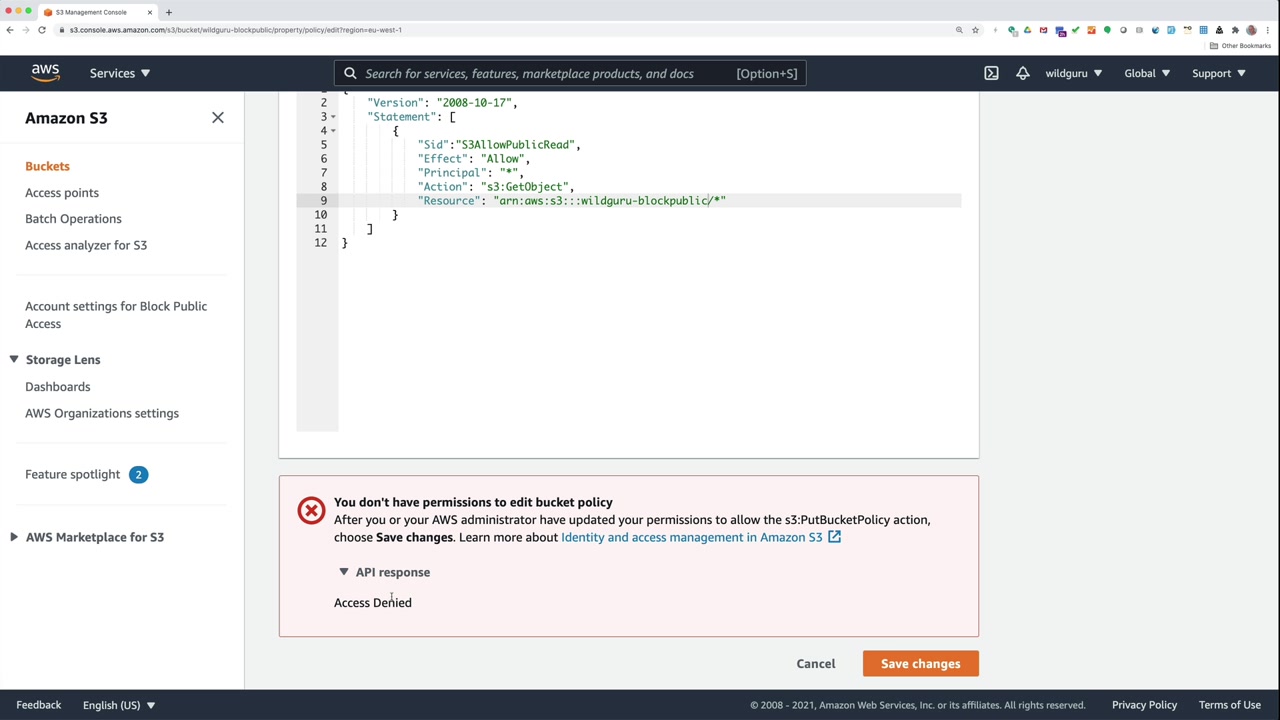 S3 Management Console
s3.console.aws.amazon.com/s3/bucket/wildguru-blockpublic/property/policy/edit?region=eu-west-1
Other Bookmarks
aws
Services
Search for services, features, marketplace products, and docs
[Option+S]
wildguru
Global
Support
Amazon S3
Buckets
Access points
Batch Operations
Access analyzer for S3
Account settings for Block Public
Access
Storage Lens
Dashboards
AWS Organizations settings
Feature spotlight 2
AWS Marketplace for S3
2 "Version": "2008-10-17",
3 "Statement": [
4 {
5 "Sid":"S3AllowPublicRead",
6 "Effect": "Allow",
7 "Principal": "*",
8 "Action": "s3:GetObject",
9 "Resource": "arn:aws:s3:::wildguru-blockpublic/*"
10 }
11 ]
12 }
You don't have permissions to edit bucket policy
After you or your AWS administrator have updated your permissions to allow the s3:PutBucketPolicy action,
choose Save changes. Learn more about Identity and access management in Amazon S3
API response
Access Denied
Cancel
Save changes
Feedback
English (US)
© 2008 - 2021, Amazon Web Services, Inc. or its affiliates. All rights reserved.
Privacy Policy
Terms of Use